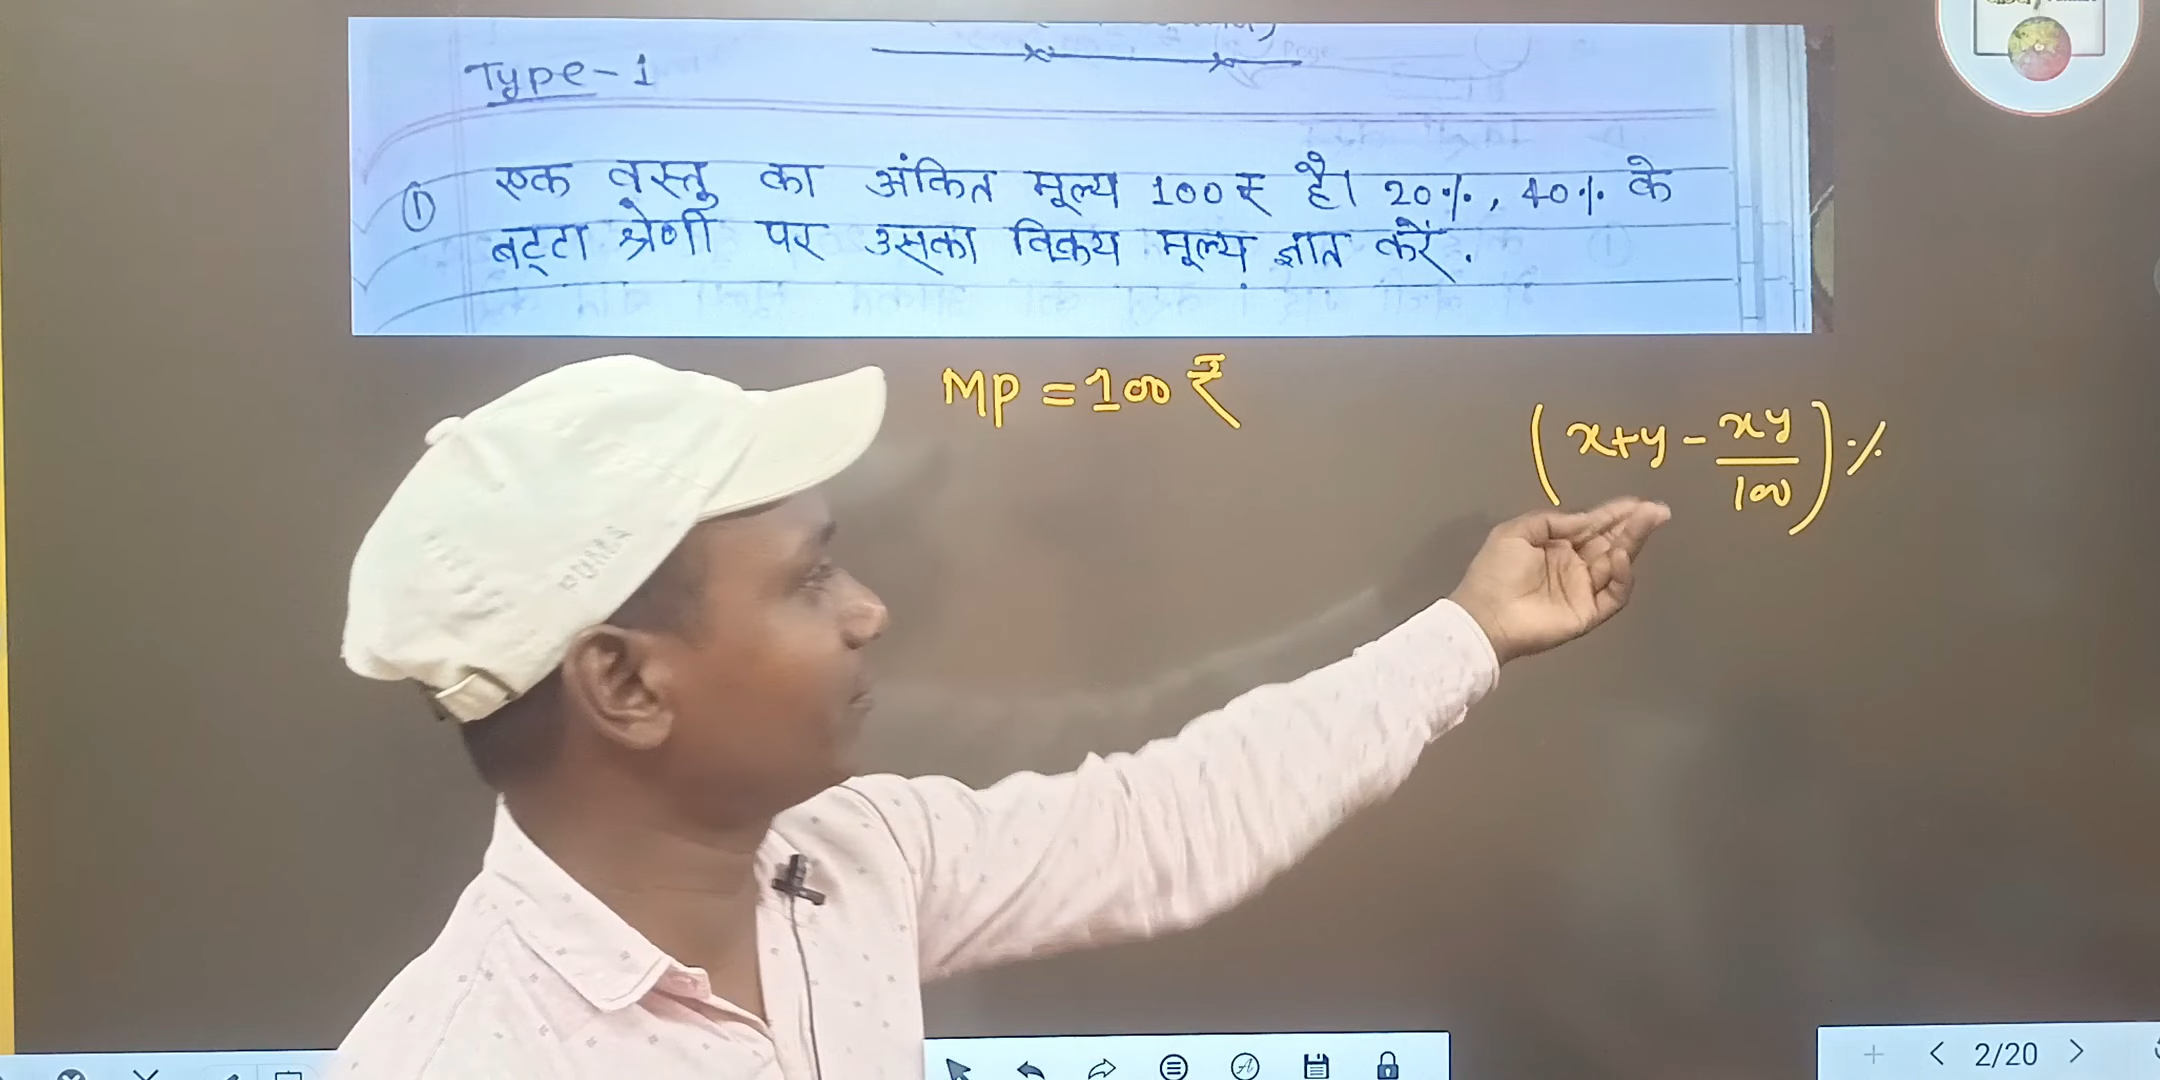 Type-1
① एक वस्तु का अंकित मूल्य 100₹ है। 20%, 40% के
बट्टा श्रेणी पर उसका विक्रय मूल्य ज्ञात करें.
MP = 100₹
(x+y - xy/100)%
PUMA
2/20